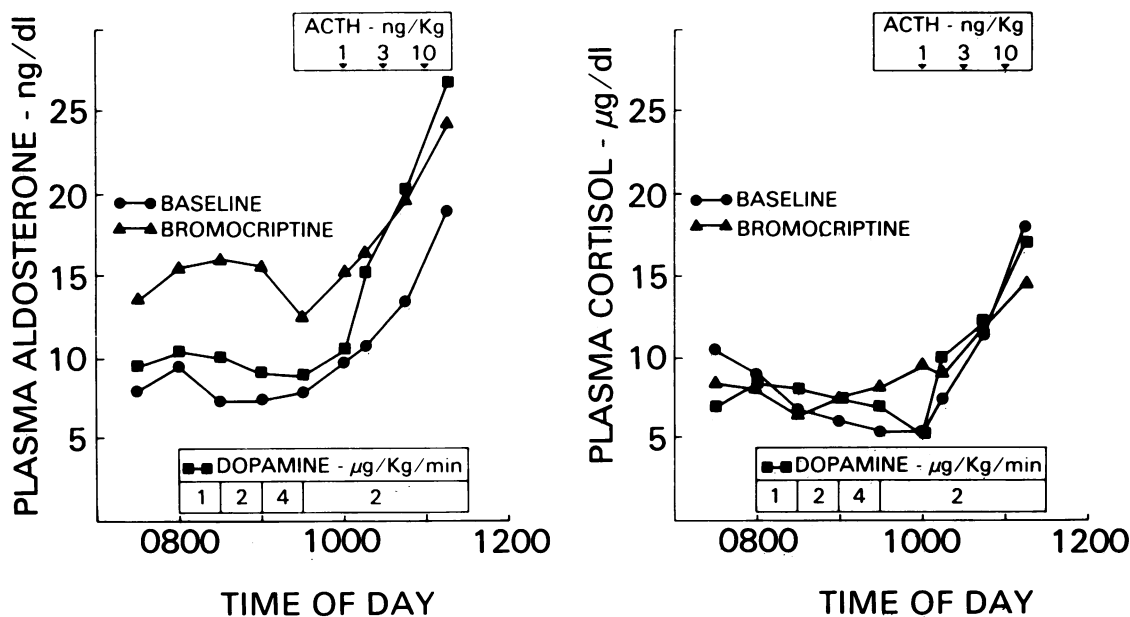 ACTH - ng/Kg
1 3 10
PLASMA ALDOSTERONE - ng/dl
25
20
15
10
5
BASELINE
BROMOCRIPTINE
DOPAMINE - μg/Kg/min
1 2 4 2
0800 1000 1200
TIME OF DAY
ACTH - ng/Kg
1 3 10
PLASMA CORTISOL - μg/dl
25
20
15
10
5
BASELINE
BROMOCRIPTINE
DOPAMINE - μg/Kg/min
1 2 4 2
0800 1000 1200
TIME OF DAY